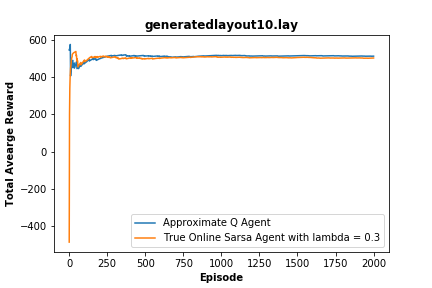 generatedlayout10.lay
Total Avearge Reward
600
400
200
0
−200
−400
Approximate Q Agent
True Online Sarsa Agent with lambda = 0.3
0 250 500 750 1000 1250 1500 1750 2000
Episode